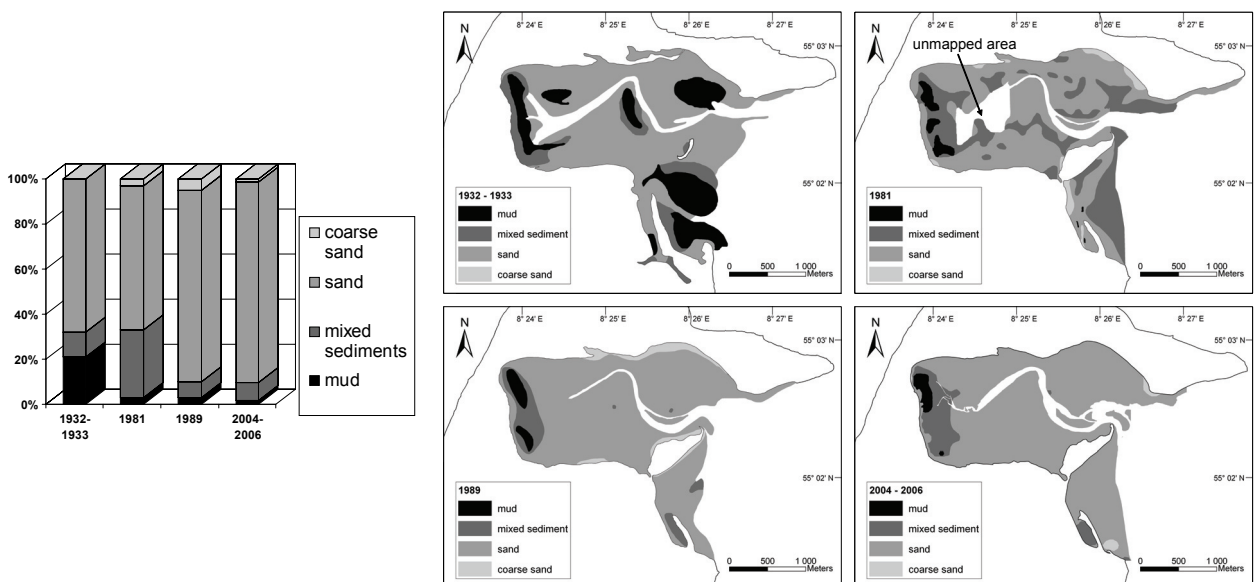 100%
80%
60%
40%
20%
0%
1932-
1933
1981
1989
2004-
2006
coarse
sand
sand
mixed
sediments
mud
8° 24' E
8° 25' E
8° 26' E
8° 27' E
N
55° 03' N
55° 02' N
1932 - 1933
mud
mixed sediment
sand
coarse sand
0 500 1 000
Meters
8° 24' E
8° 25' E
8° 26' E
8° 27' E
N
unmapped area
55° 03' N
55° 02' N
1981
mud
mixed sediment
sand
coarse sand
0 500 1 000
Meters
8° 24' E
8° 25' E
8° 26' E
8° 27' E
N
55° 03' N
55° 02' N
1989
mud
mixed sediment
sand
coarse sand
0 500 1 000
Meters
8° 24' E
8° 25' E
8° 26' E
8° 27' E
N
55° 03' N
55° 02' N
2004 - 2006
mud
mixed sediment
sand
coarse sand
0 500 1 000
Meters